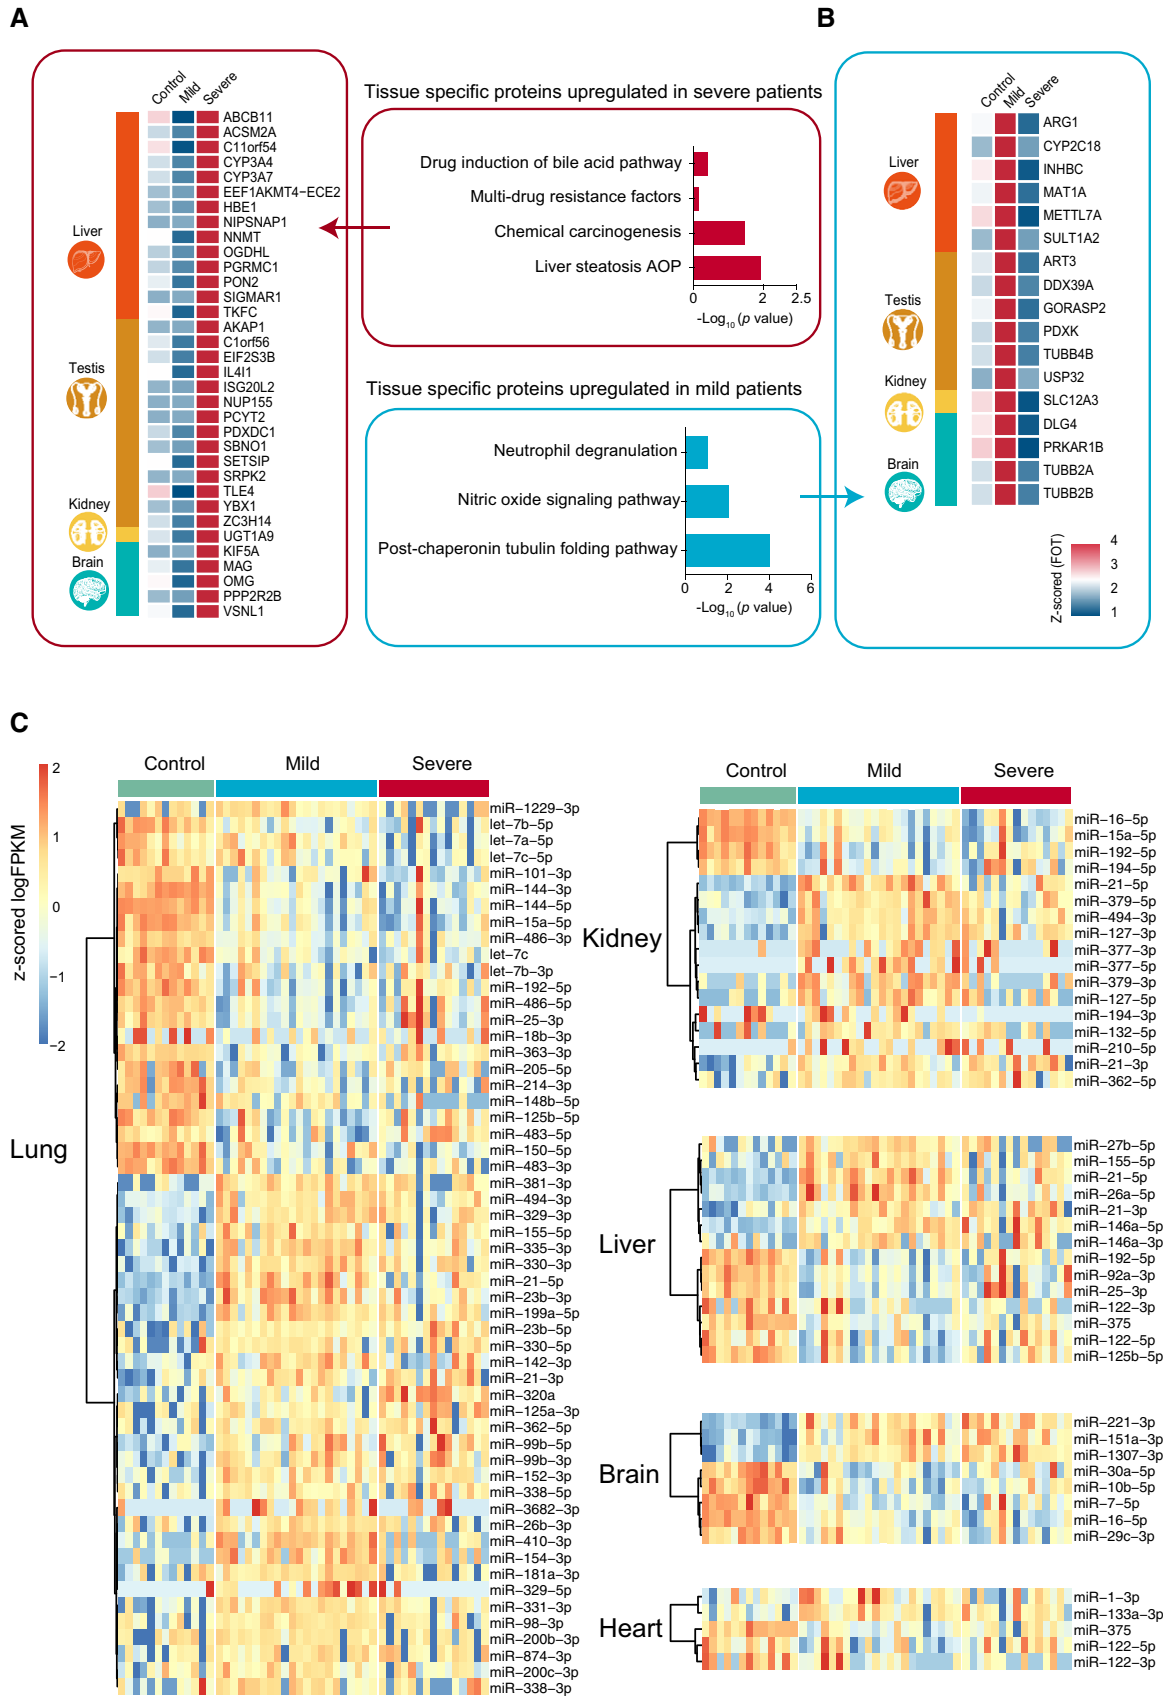 A
B
Control
Mild
Severe
ABCB11
ACSM2A
C11orf54
CYP3A4
CYP3A7
EEF1AKMT4−ECE2
HBE1
NIPSNAP1
NNMT
OGDHL
PGRMC1
PON2
SIGMAR1
TKFC
AKAP1
C1orf56
EIF2S3B
IL4I1
ISG20L2
NUP155
PCYT2
PDXDC1
SBNO1
SETSIP
SRPK2
TLE4
YBX1
ZC3H14
UGT1A9
KIF5A
MAG
OMG
PPP2R2B
VSNL1
Liver
Testis
Kidney
Brain
Tissue specific proteins upregulated in severe patients
Drug induction of bile acid pathway
Multi-drug resistance factors
Chemical carcinogenesis
Liver steatosis AOP
0 2 2.5
-Log10 (p value)
Tissue specific proteins upregulated in mild patients
Neutrophil degranulation
Nitric oxide signaling pathway
Post-chaperonin tubulin folding pathway
0 2 4 6
-Log10 (p value)
Control
Mild
Severe
ARG1
CYP2C18
INHBC
MAT1A
METTL7A
SULT1A2
ART3
DDX39A
GORASP2
PDXK
TUBB4B
USP32
SLC12A3
DLG4
PRKAR1B
TUBB2A
TUBB2B
Liver
Testis
Kidney
Brain
Z-scored (FOT)
4
3
2
1
C
z-scored logFPKM
2
1
0
−1
−2
Control Mild Severe
Lung
miR−1229−3p
let−7b−5p
let−7a−5p
let−7c−5p
miR−101−3p
miR−144−3p
miR−144−5p
miR−15a−5p
miR−486−3p
let−7c
let−7b−3p
miR−192−5p
miR−486−5p
miR−25−3p
miR−18b−3p
miR−363−3p
miR−205−5p
miR−214−3p
miR−148b−5p
miR−125b−5p
miR−483−5p
miR−150−5p
miR−483−3p
miR−381−3p
miR−494−3p
miR−329−3p
miR−155−5p
miR−335−3p
miR−330−3p
miR−21−5p
miR−23b−3p
miR−199a−5p
miR−23b−5p
miR−330−5p
miR−142−3p
miR−21−3p
miR−320a
miR−125a−3p
miR−362−5p
miR−99b−5p
miR−99b−3p
miR−152−3p
miR−338−5p
miR−3682−3p
miR−26b−3p
miR−410−3p
miR−154−3p
miR−181a−3p
miR−329−5p
miR−331−3p
miR−98−3p
miR−200b−3p
miR−874−3p
miR−200c−3p
miR−338−3p
Control Mild Severe
Kidney
miR−16−5p
miR−15a−5p
miR−192−5p
miR−194−5p
miR−21−5p
miR−379−5p
miR−494−3p
miR−127−3p
miR−377−3p
miR−377−5p
miR−379−3p
miR−127−5p
miR−194−3p
miR−132−5p
miR−210−5p
miR−21−3p
miR−362−5p
Liver
miR−27b−5p
miR−155−5p
miR−21−5p
miR−26a−5p
miR−21−3p
miR−146a−5p
miR−146a−3p
miR−192−5p
miR−92a−3p
miR−25−3p
miR−122−3p
miR−375
miR−122−5p
miR−125b−5p
Brain
miR−221−3p
miR−151a−3p
miR−1307−3p
miR−30a−5p
miR−10b−5p
miR−7−5p
miR−16−5p
miR−29c−3p
Heart
miR−1−3p
miR−133a−3p
miR−375
miR−122−5p
miR−122−3p